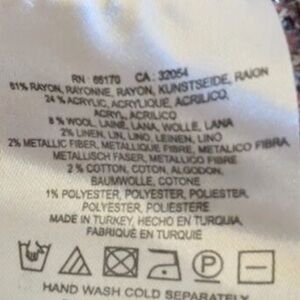 RN : 66170 CA : 32054
61% RAYON, RAYONNE, RAYON, KUNSTSEIDE, RAION
24 % ACRYLIC, ACRYLIQUE, ACRILICO,
ACRYL, ACRILICO
8 % WOOL, LAINE, LANA, WOLLE, LANA
2% LINEN, LIN, LINO, LEINEN, LINO
2% METALLIC FIBER, METALLIQUE FIBRE, METALICO FIBRA,
METALLISCH FASER, METALLICO FIBRE
2 % COTTON, COTON, ALGODON,
BAUMWOLLE, COTONE
1% POLYESTER, POLYESTER, POLIESTER,
POLYESTER, POLIESTERE
MADE IN TURKEY, HECHO EN TURQUIA,
FABRIQUÉ EN TURQUIE
P
HAND WASH COLD SEPARATELY